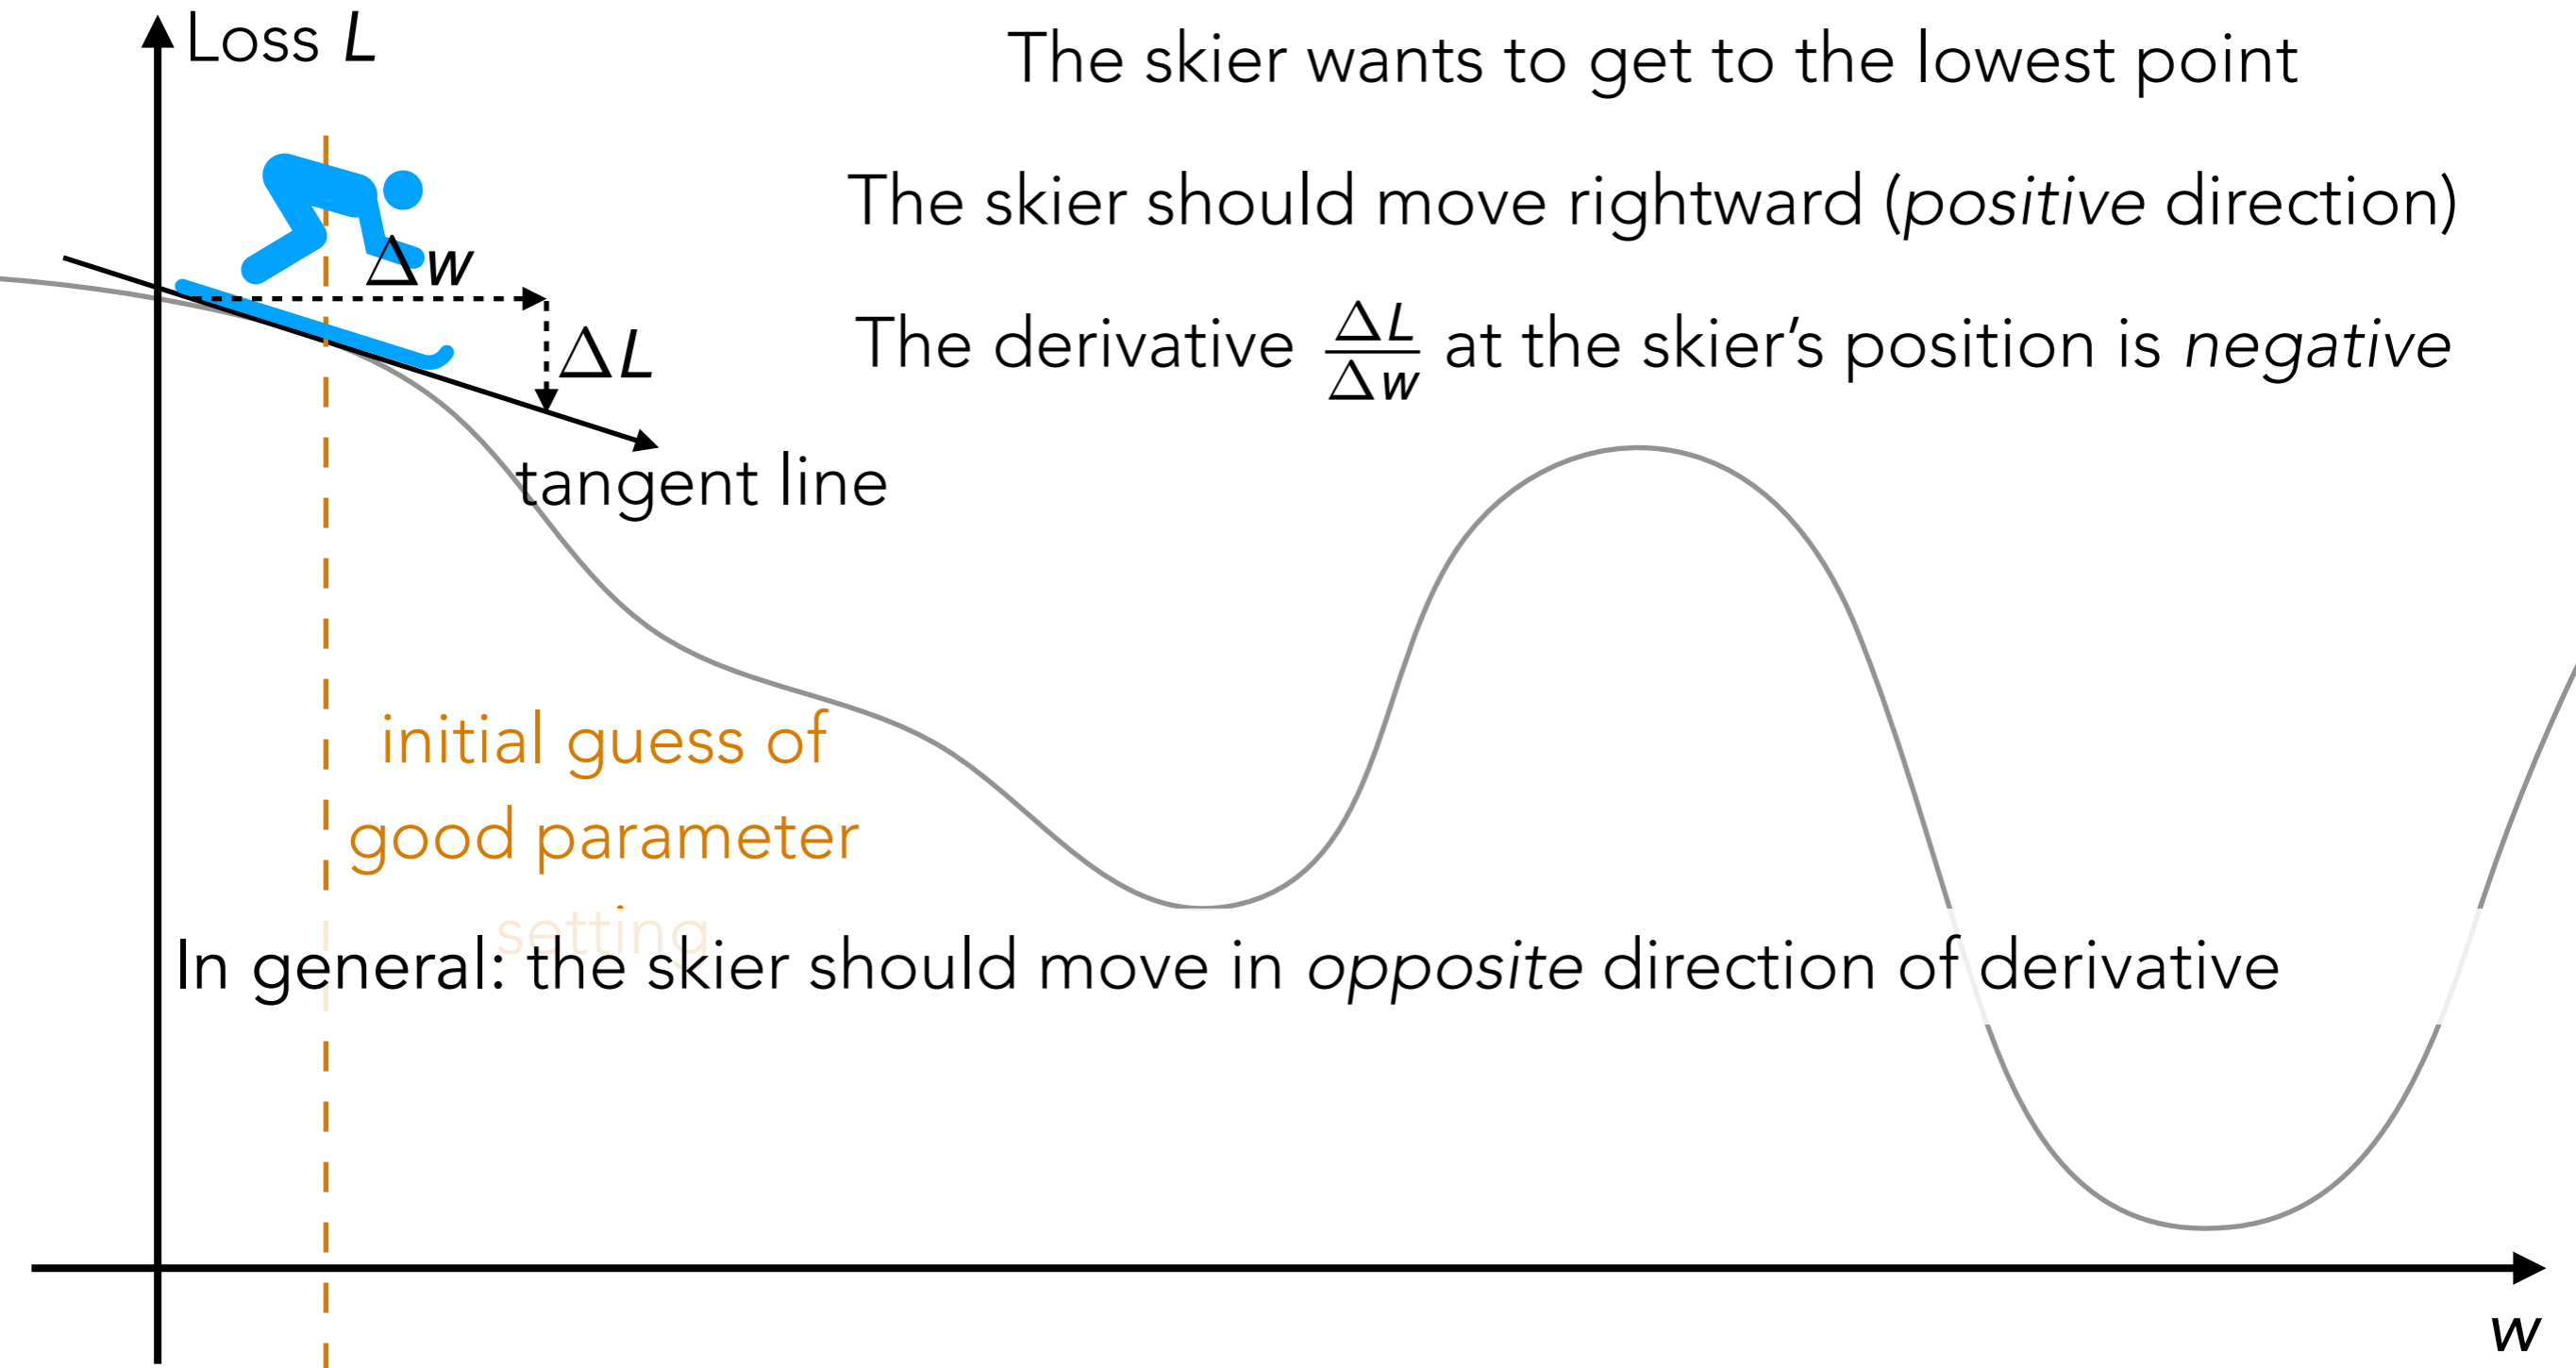 Loss L
The skier wants to get to the lowest point
The skier should move rightward (positive direction)
Δw
ΔL
The derivative ΔL/Δw at the skier's position is negative
tangent line
initial guess of
good parameter
setting
In general: the skier should move in opposite direction of derivative
w